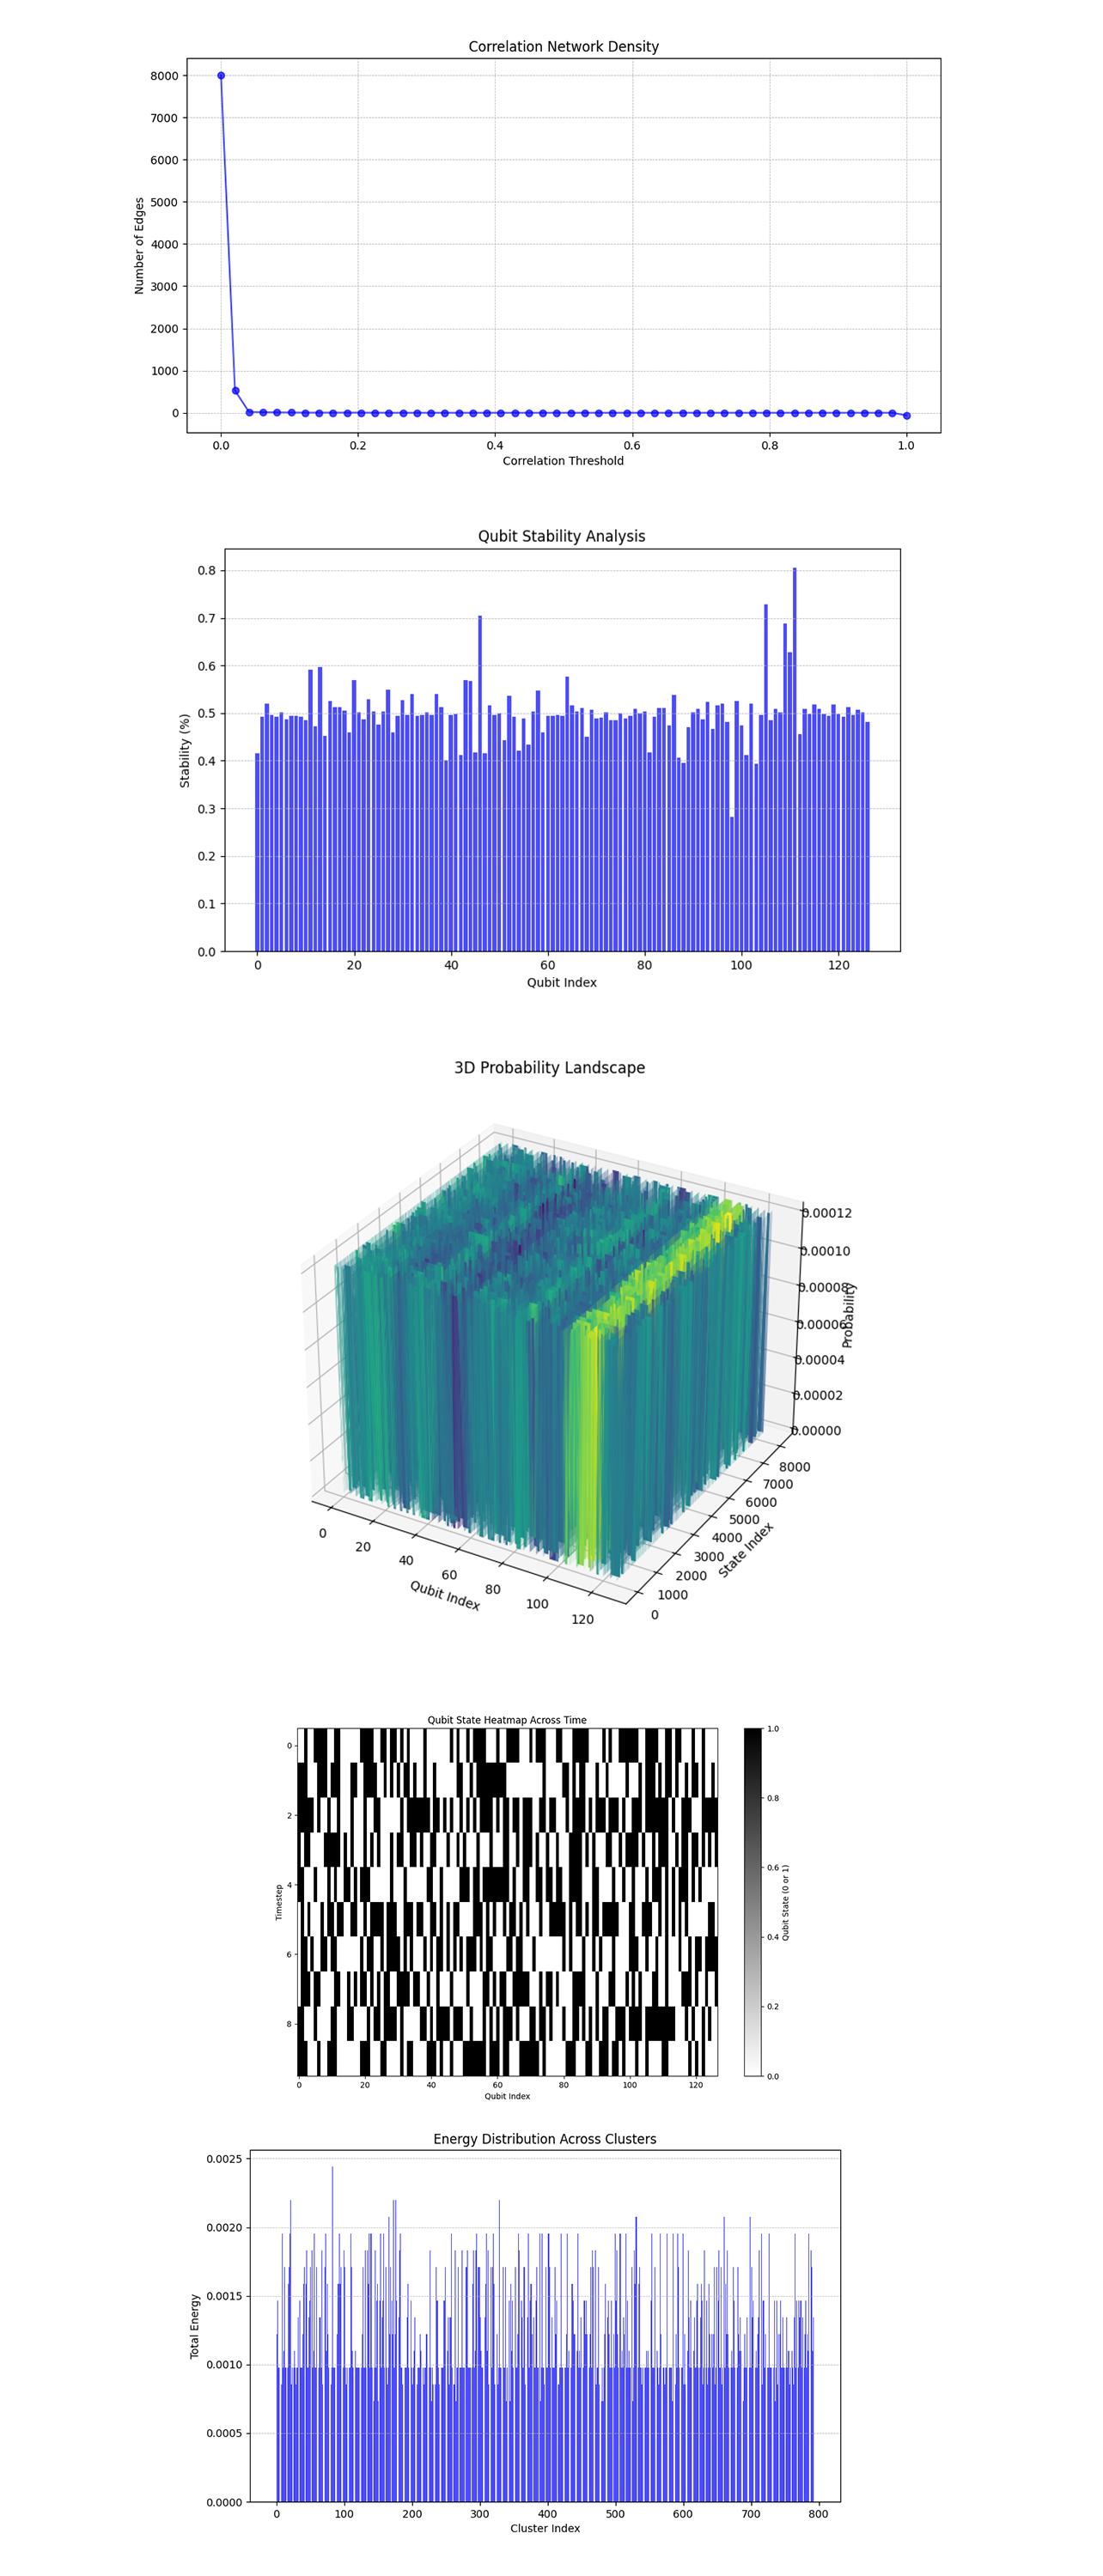 Correlation Network Density
8000
7000
6000
5000
4000
3000
2000
1000
0
Number of Edges
0.0 0.2 0.4 0.6 0.8 1.0
Correlation Threshold
Qubit Stability Analysis
0.8
0.7
0.6
0.5
0.4
0.3
0.2
0.1
0.0
Stability (%)
0 20 40 60 80 100 120
Qubit Index
3D Probability Landscape
0.00012
0.00010
0.00008
0.00006
0.00004
0.00002
0.00000
Probability
8000
7000
6000
5000
4000
3000
2000
1000
0
State Index
0 20 40 60 80 100 120
Qubit Index
Qubit State Heatmap Across Time
0
2
4
6
8
Timestep
0 20 40 60 80 100 120
Qubit Index
1.0
0.8
0.6
0.4
0.2
0.0
Qubit State (0 or 1)
Energy Distribution Across Clusters
0.0025
0.0020
0.0015
0.0010
0.0005
0.0000
Total Energy
0 100 200 300 400 500 600 700 800
Cluster Index